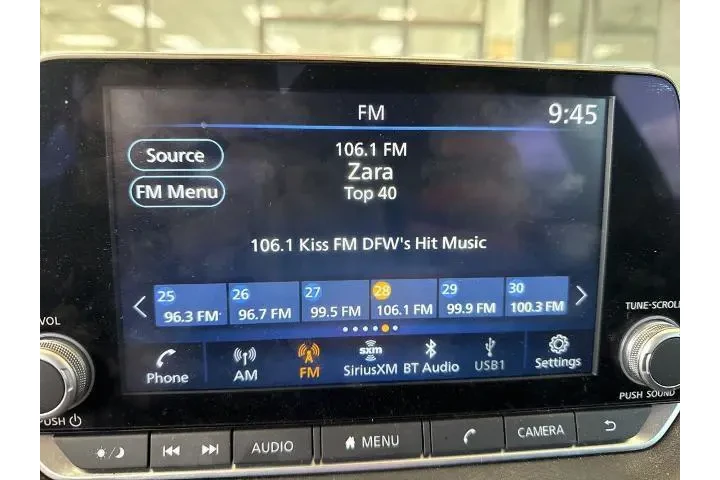 FM
9:45
Source
106.1 FM
Zara
FM Menu
Top 40
106.1 Kiss FM DFW's Hit Music
25 26 27 28 29 30
96.3 FM 96.7 FM 99.5 FM 106.1 FM 99.9 FM 100.3 FM
Phone AM FM sxm SiriusXM BT Audio USB1 Settings
VOL
PUSH
TUNE-SCROLL
PUSH SOUND
AUDIO MENU CAMERA